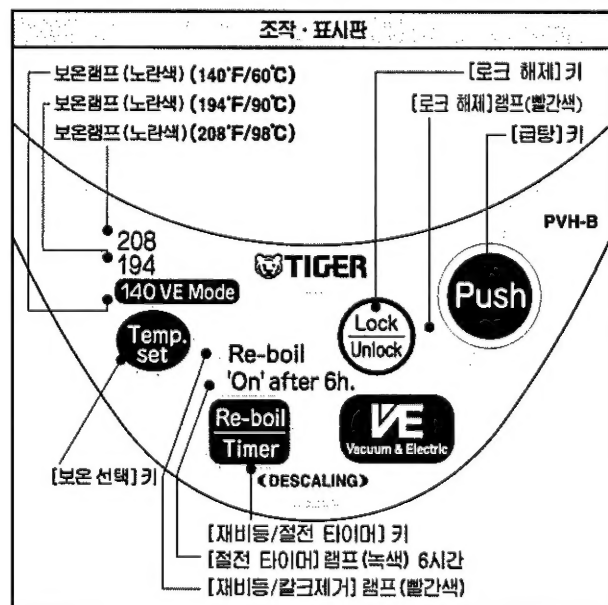 조작·표시판
보온램프(노란색)(140°F/60°C)
보온램프(노란색)(194°F/90°C)
보온램프(노란색)(208°F/98°C)
[로크 해제]키
[로크 해제]램프(빨간색)
[급탕]키
PVH-B
208
194
140 VE Mode
TIGER
Push
Lock
Unlock
Temp.
set
Re-boil
'On' after 6h.
Re-boil
Timer
VE
Vacuum & Electric
<DESCALING>
[보온 선택]키
[재비등/절전 타이머] 키
[절전 타이머] 램프(녹색) 6시간
[재비등/칼크제거] 램프(빨간색)